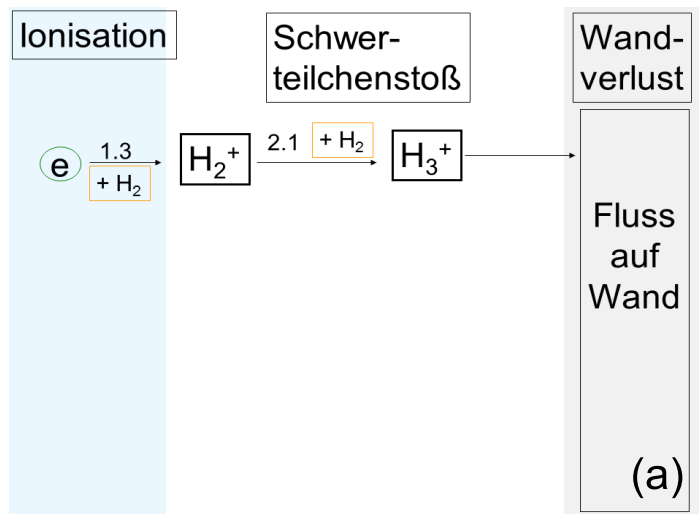 Ionisation
Schwer-
teilchenstoß
Wand-
verlust
e
1.3
+ H₂
H₂⁺
2.1
+ H₂
H₃⁺
Fluss
auf
Wand
(a)